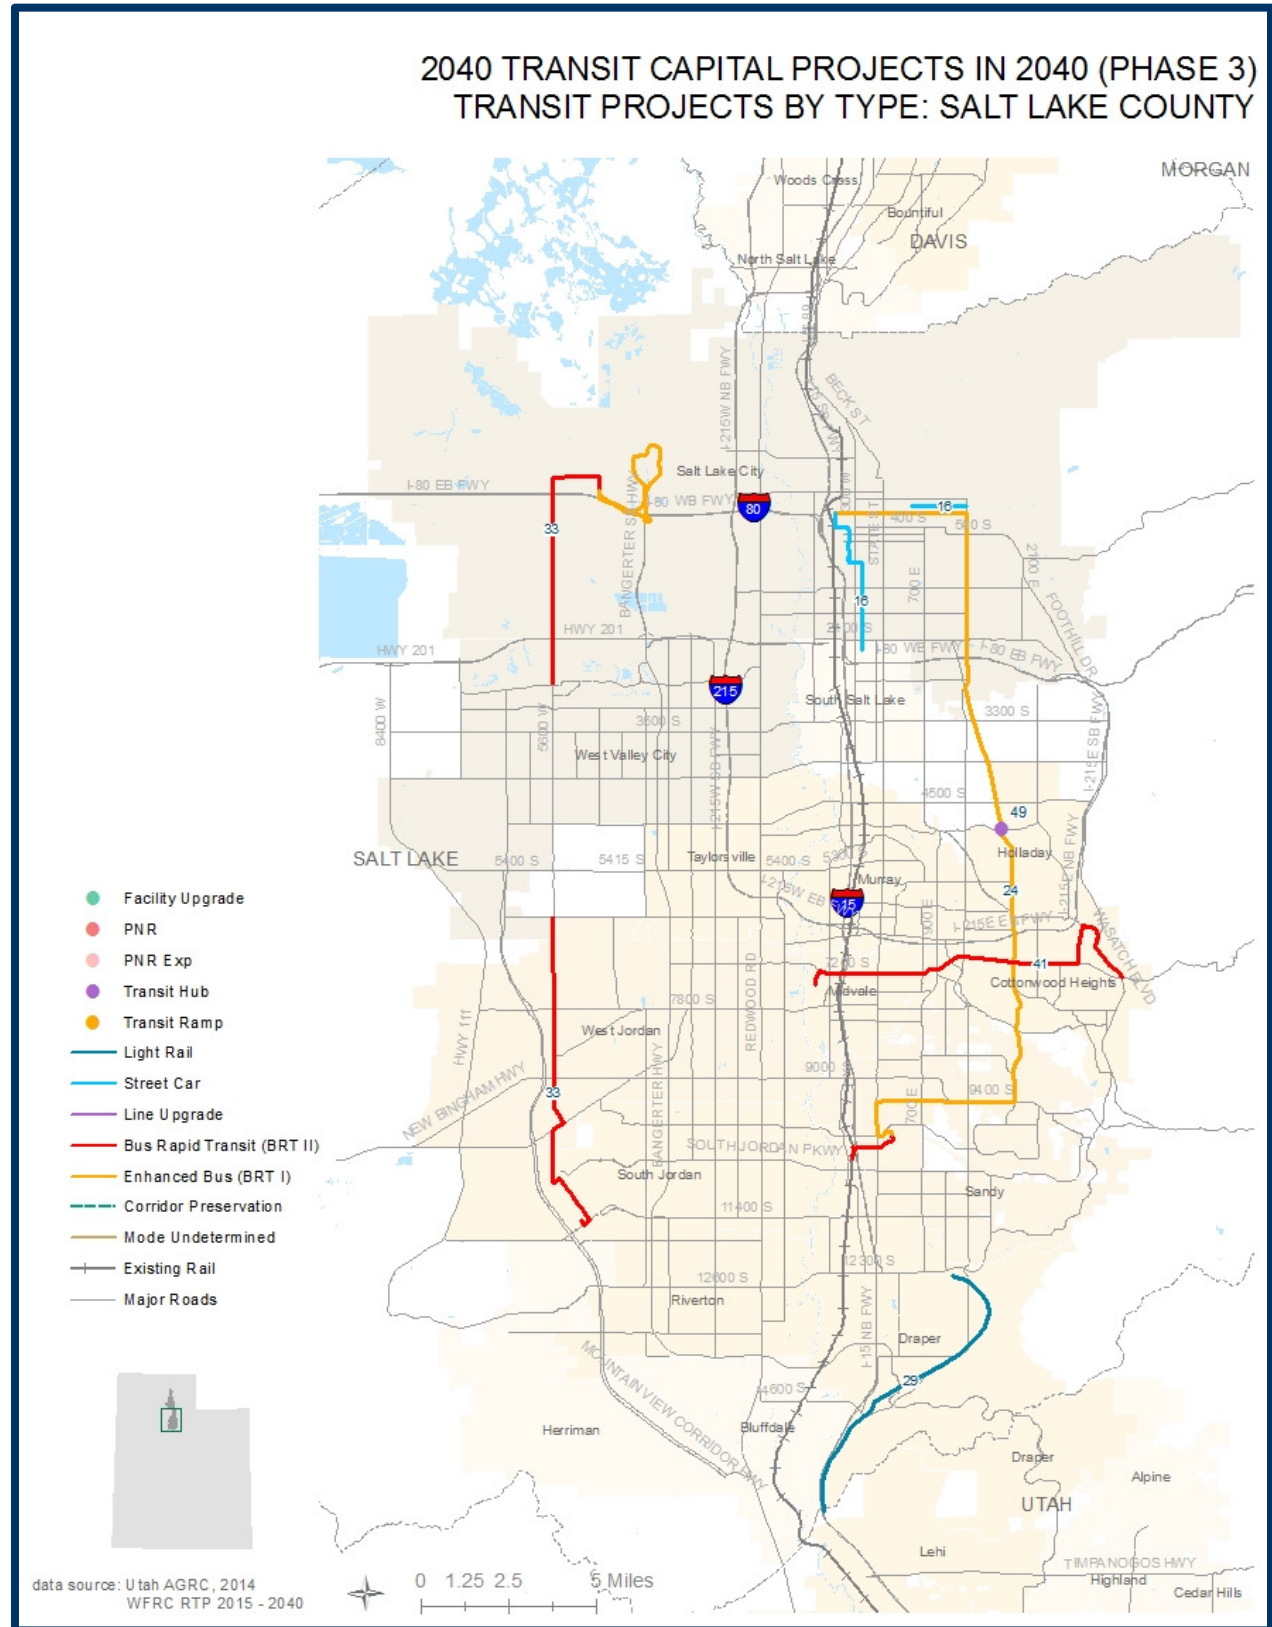 2040 TRANSIT CAPITAL PROJECTS IN 2040 (PHASE 3)
TRANSIT PROJECTS BY TYPE: SALT LAKE COUNTY
MORGAN
Woods Cross
Bountiful
DAVIS
North Salt Lake
I-215W NB FWY
BECK ST
Salt Lake City
I-80 EB FWY
I-80 WB FWY
80
300 W
16
400 S
500 S
33
BANGERTER SB HWY
STATE ST
700 E
2100 E
FOOTHILL DR
16
2100 S
HWY 201
HWY 201
I-80 WB FWY
I-80 EB FWY
215
South Salt Lake
8400 W
5600 W
3500 S
3300 S
West Valley City
I-215W SB FWY
I-215E SB FWY
4500 S
49
SALT LAKE
5400 S
5415 S
Taylorsville
5400 S
5300 S
Holladay
Murray
I-215W EB FWY
24
I-215E NB FWY
15
900 E
I-215E EB FWY
WASATCH BLVD
7200 S
41
Midvale
Cottonwood Heights
REDWOOD RD
7800 S
HWY 111
West Jordan
9000 S
33
NEW BINGHAM HWY
BANGERTER HWY
9400 S
700 E
SOUTH JORDAN PKWY
South Jordan
Sandy
11400 S
12300 S
12600 S
Riverton
I-15 NB FWY
Draper
MOUNTAIN VIEW CORRIDOR HWY
29
14600 S
Herriman
Bluffdale
Draper
Alpine
UTAH
Lehi
TIMPANOGOS HWY
Highland
Cedar Hills
Facility Upgrade
PNR
PNR Exp
Transit Hub
Transit Ramp
Light Rail
Street Car
Line Upgrade
Bus Rapid Transit (BRT II)
Enhanced Bus (BRT I)
Corridor Preservation
Mode Undetermined
Existing Rail
Major Roads
data source: Utah AGRC, 2014
WFRC RTP 2015 - 2040
0 1.25 2.5 5 Miles